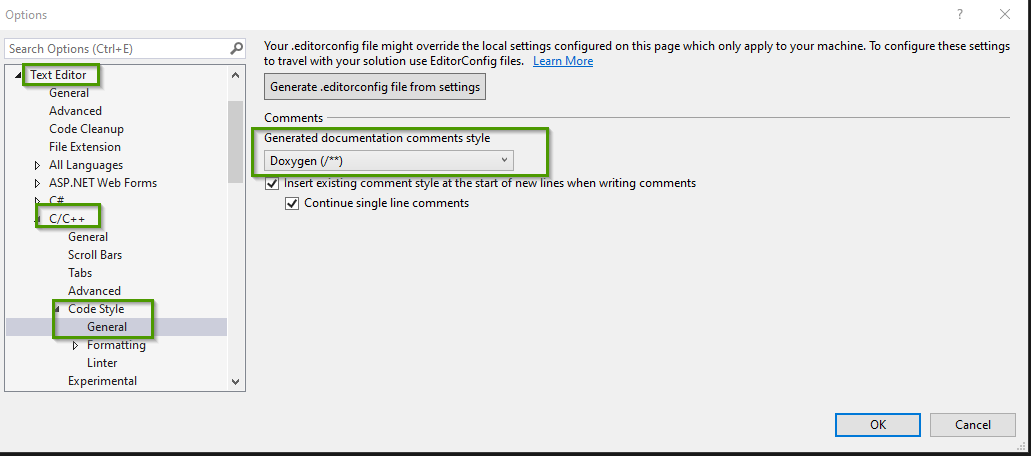 Options
?
Search Options (Ctrl+E)
Text Editor
General
Advanced
Code Cleanup
File Extension
All Languages
ASP.NET Web Forms
C#
C/C++
General
Scroll Bars
Tabs
Advanced
Code Style
General
Formatting
Linter
Experimental
Your .editorconfig file might override the local settings configured on this page which only apply to your machine. To configure these settings
to travel with your solution use EditorConfig files. Learn More
Generate .editorconfig file from settings
Comments
Generated documentation comments style
Doxygen (/**)
Insert existing comment style at the start of new lines when writing comments
Continue single line comments
OK
Cancel